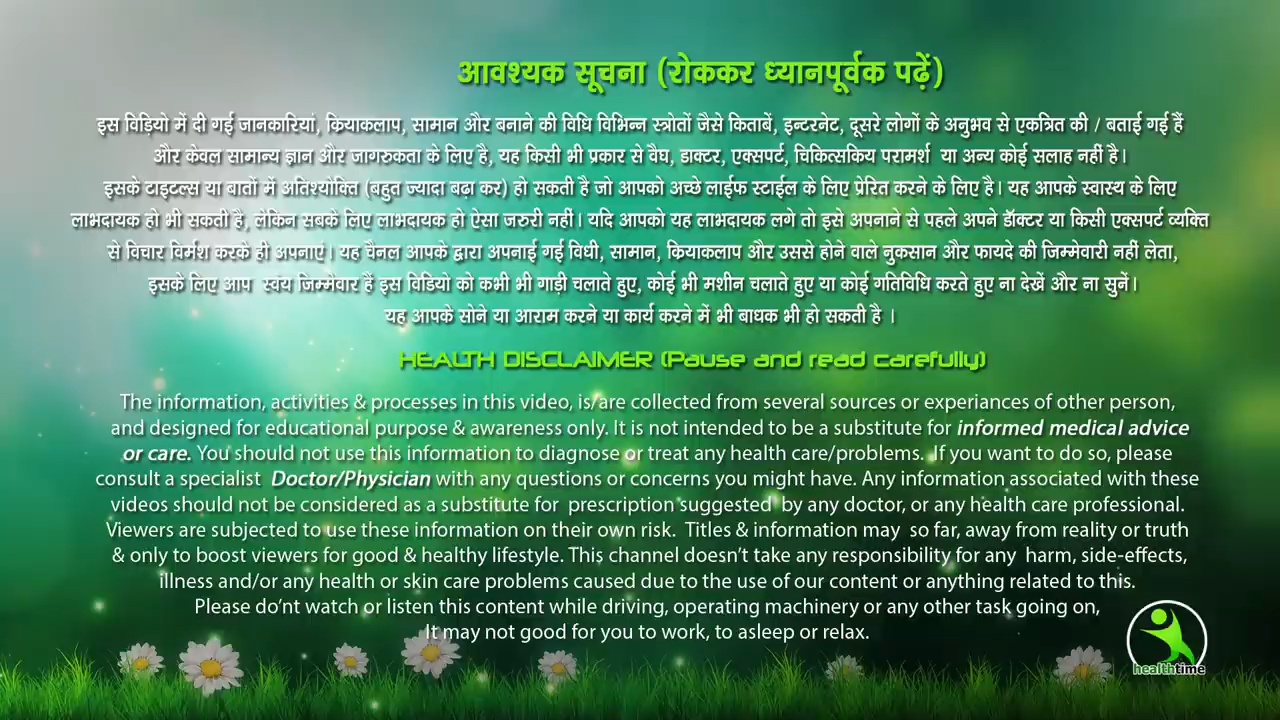 आवश्यक सूचना (रोककर ध्यानपूर्वक पढ़ें)
इस विड़ियो में दी गई जानकारियां, क्रियाकलाप, सामान और बनाने की विधि विभिन्न स्त्रोतों जैसे किताबें, इन्टरनेट, दूसरे लोगों के अनुभव से एकत्रित की / बताई गई हैं
और केवल सामान्य ज्ञान और जागरुकता के लिए है, यह किसी भी प्रकार से वैघ, डाक्टर, एक्सपर्ट, चिकित्सकिय परामर्श या अन्य कोई सलाह नहीं है।
इसके टाइटल्स या बातों में अतिश्योक्ति (बहुत ज्यादा बढ़ा कर) हो सकती है जो आपको अच्छे लाईफ स्टाईल के लिए प्रेरित करने के लिए है। यह आपके स्वास्थ के लिए
लाभदायक हो भी सकती है, लेकिन सबके लिए लाभदायक हो ऐसा जरुरी नहीं। यदि आपको यह लाभदायक लगे तो इसे अपनाने से पहले अपने डॅाक्टर या किसी एक्सपर्ट व्यक्ति
से विचार विर्मश करके ही अपनाएं। यह चैनल आपके द्वारा अपनाई गई विधी, सामान, क्रियाकलाप और उससे होने वाले नुकसान और फायदे की जिम्मेवारी नहीं लेता,
इसके लिए आप स्वंय जिम्मेवार हैं इस विडियो को कभी भी गाड़ी चलाते हुए, कोई भी मशीन चलाते हुए या कोई गतिविधि करते हुए ना देखें और ना सुनें।
यह आपके सोने या आराम करने या कार्य करने में भी बाधक भी हो सकती है ।
HEALTH DISCLAIMER (Pause and read carefully)
The information, activities & processes in this video, is/are collected from several sources or experiances of other person,
and designed for educational purpose & awareness only. It is not intended to be a substitute for informed medical advice
or care. You should not use this information to diagnose or treat any health care/problems. If you want to do so, please
consult a specialist Doctor/Physician with any questions or concerns you might have. Any information associated with these
videos should not be considered as a substitute for prescription suggested by any doctor, or any health care professional.
Viewers are subjected to use these information on their own risk. Titles & information may so far, away from reality or truth
& only to boost viewers for good & healthy lifestyle. This channel doesn't take any responsibility for any harm, side-effects,
illness and/or any health or skin care problems caused due to the use of our content or anything related to this.
Please do'nt watch or listen this content while driving, operating machinery or any other task going on,
It may not good for you to work, to asleep or relax.
healthtime